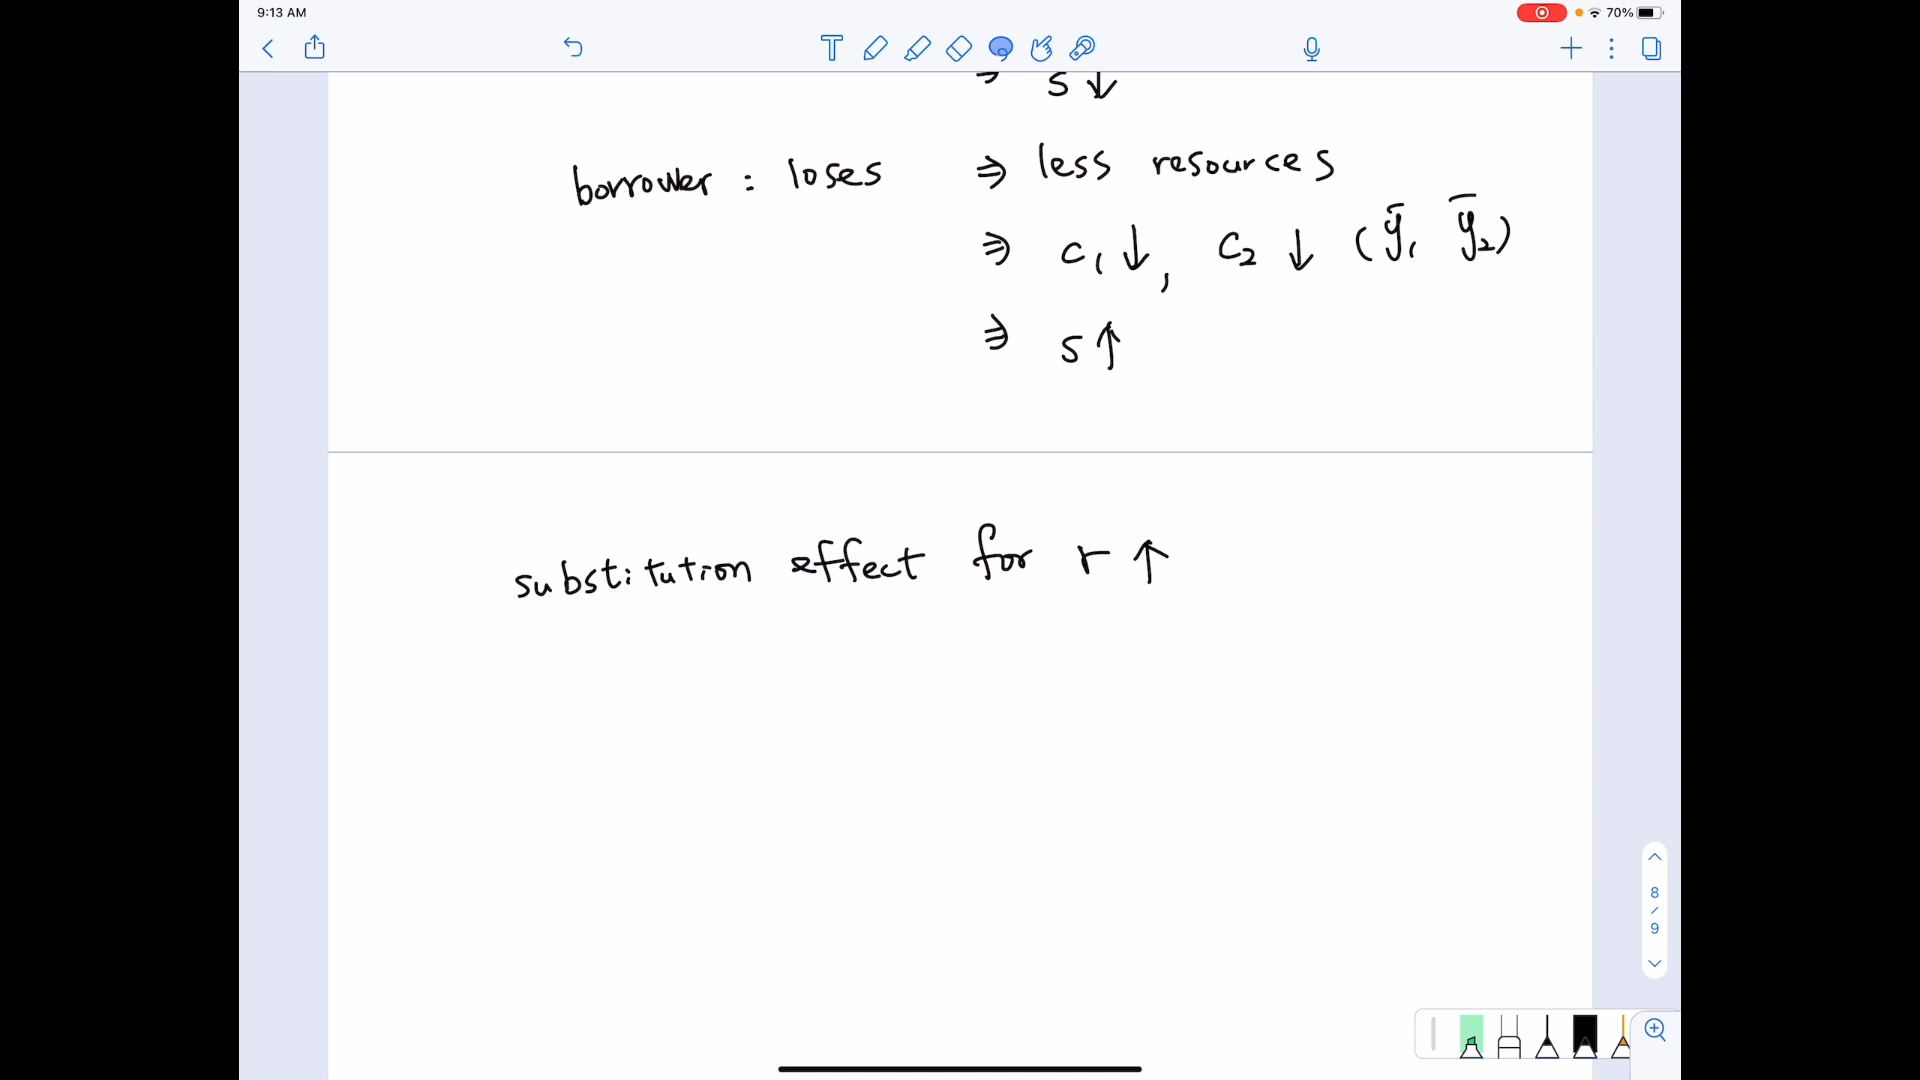 9:13 AM
70%
⇒ s ↓
borrower : loses ⇒ less resources
⇒ c₁ ↓, c₂ ↓ (ȳ₁ ȳ₂)
⇒ s ↑
substitution effect for r ↑
8
/
9